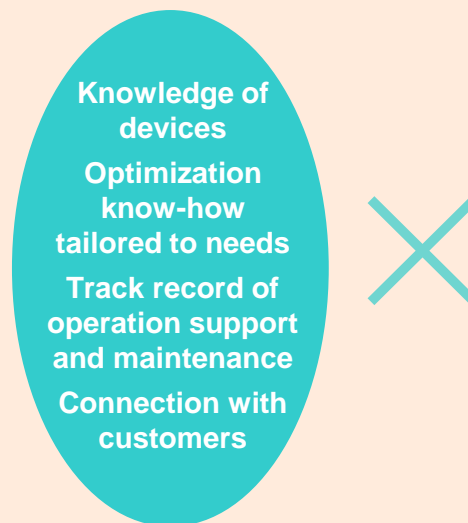 Knowledge of
devices
Optimization
know-how
tailored to needs
Track record of
operation support
and maintenance
Connection with
customers